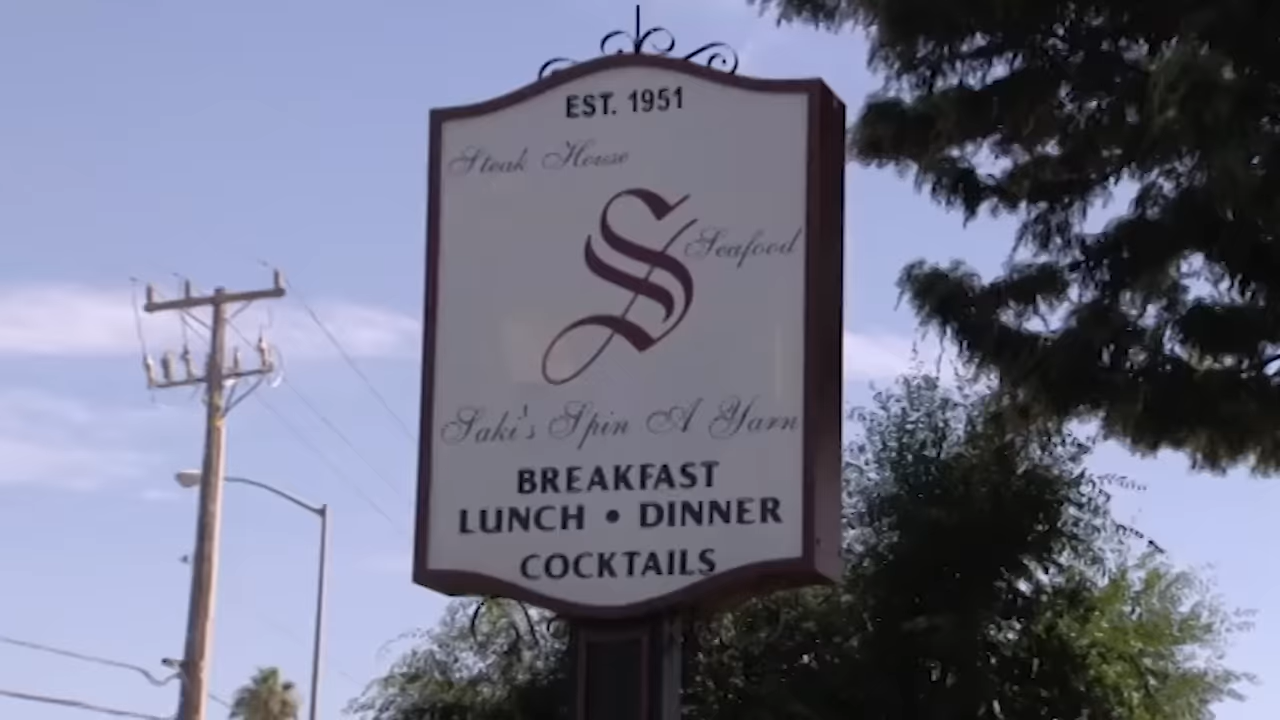 EST. 1951
Steak House
S
Seafood
Saki's Spin A Yarn
BREAKFAST
LUNCH • DINNER
COCKTAILS